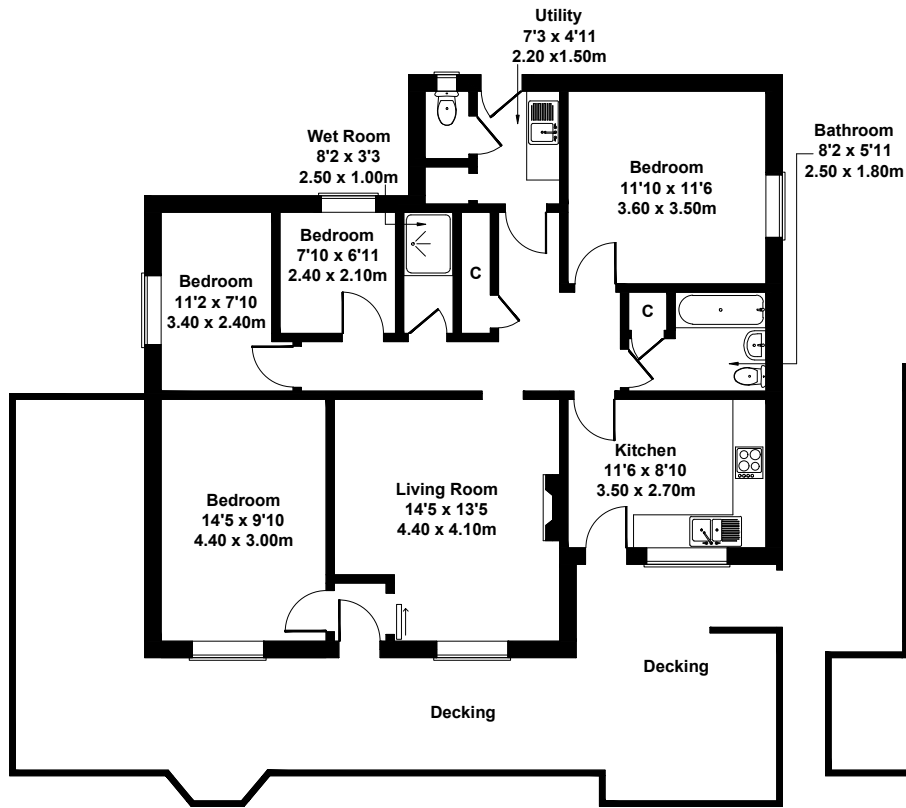 Utility
7'3 x 4'11
2.20 x1.50m
Wet Room
8'2 x 3'3
2.50 x 1.00m
Bathroom
8'2 x 5'11
2.50 x 1.80m
Bedroom
11'10 x 11'6
3.60 x 3.50m
Bedroom
7'10 x 6'11
2.40 x 2.10m
Bedroom
11'2 x 7'10
3.40 x 2.40m
C
C
Kitchen
11'6 x 8'10
3.50 x 2.70m
Bedroom
14'5 x 9'10
4.40 x 3.00m
Living Room
14'5 x 13'5
4.40 x 4.10m
Decking
Decking